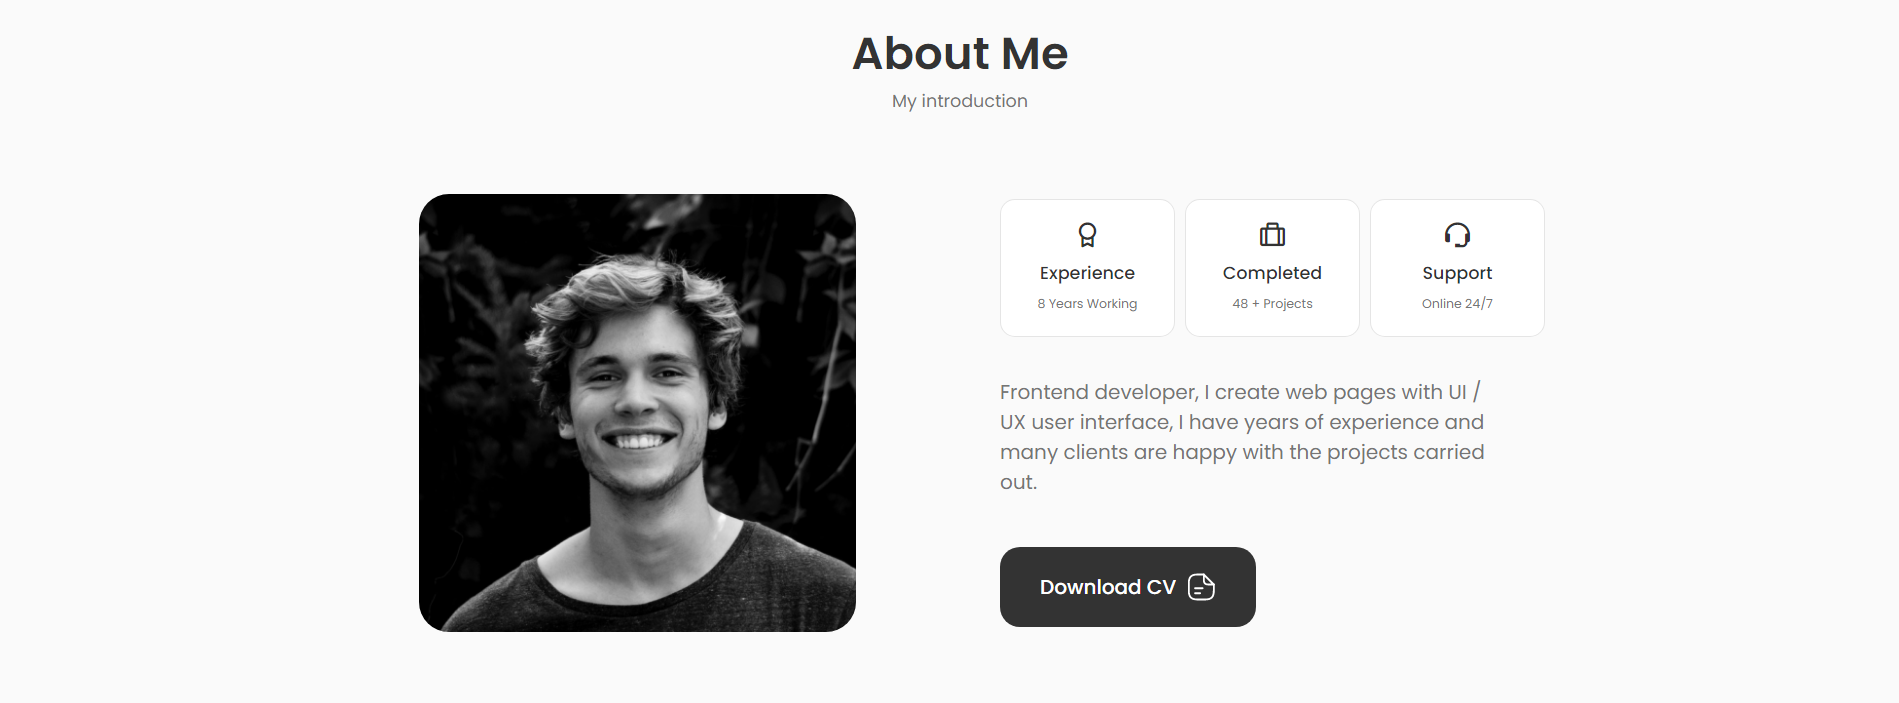 About Me
My introduction
Experience
8 Years Working
Completed
48 + Projects
Support
Online 24/7
Frontend developer, I create web pages with UI /
UX user interface, I have years of experience and
many clients are happy with the projects carried
out.
Download CV